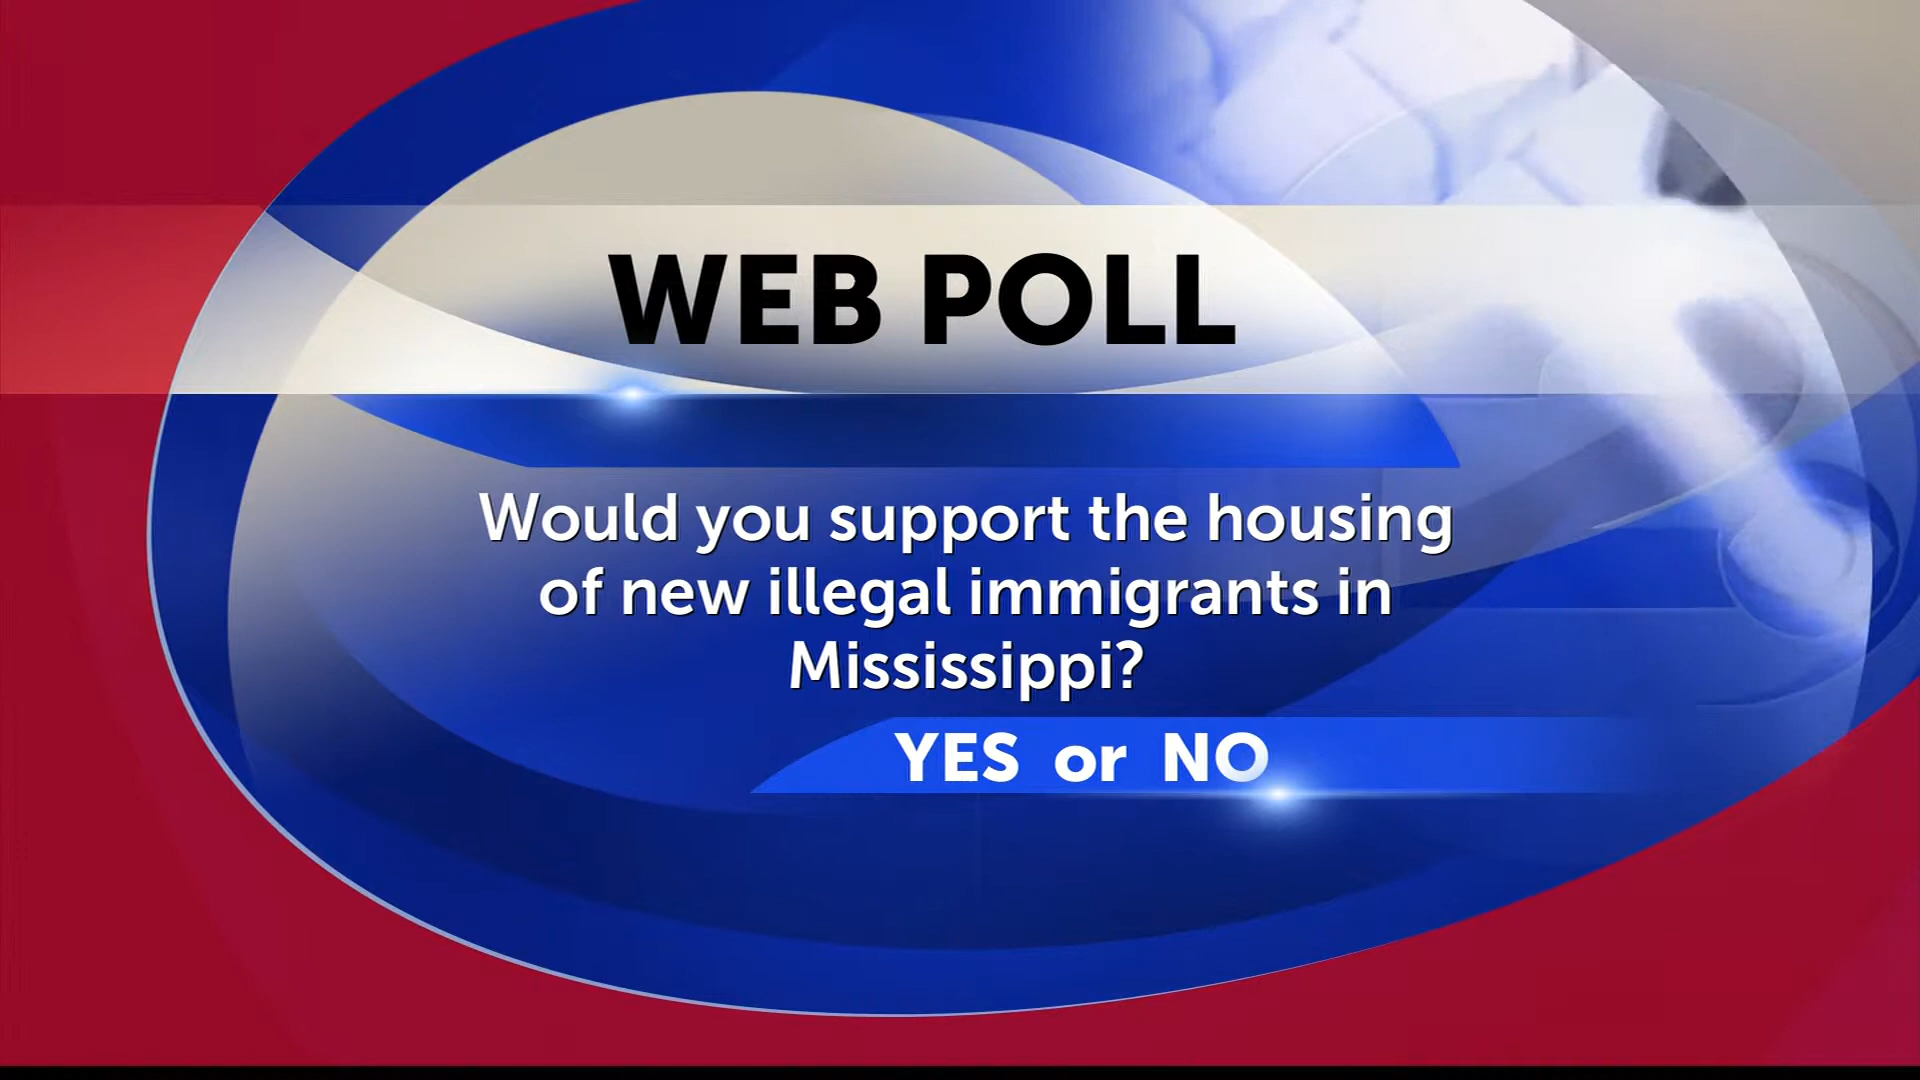 WEB POLL
Would you support the housing
of new illegal immigrants in
Mississippi?
YES or NO